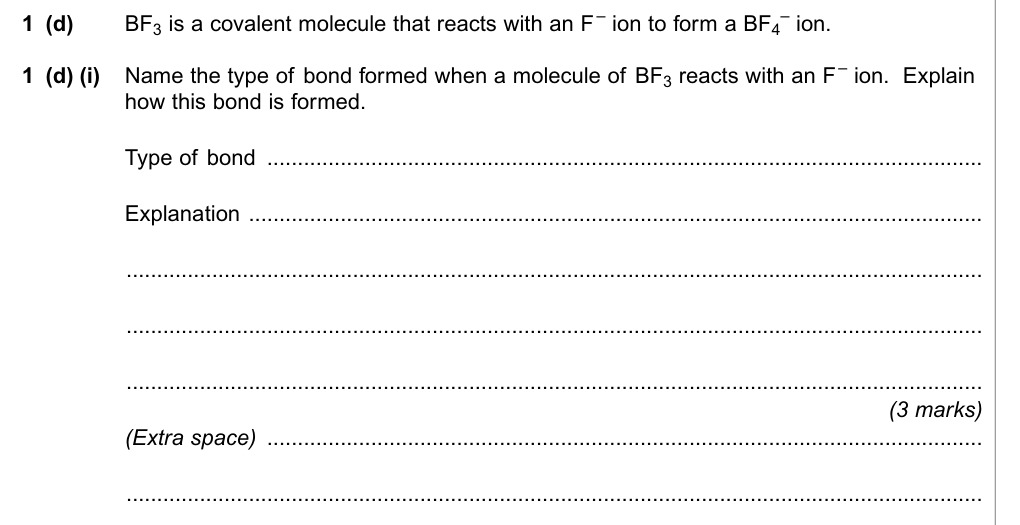 1 (d) BF₃ is a covalent molecule that reacts with an F⁻ ion to form a BF₄⁻ ion.
1 (d) (i) Name the type of bond formed when a molecule of BF₃ reacts with an F⁻ ion. Explain
how this bond is formed.
Type of bond ........................................................................................................................
Explanation ...........................................................................................................................
................................................................................................................................................
................................................................................................................................................
................................................................................................................................................
(3 marks)
(Extra space) ........................................................................................................................
................................................................................................................................................